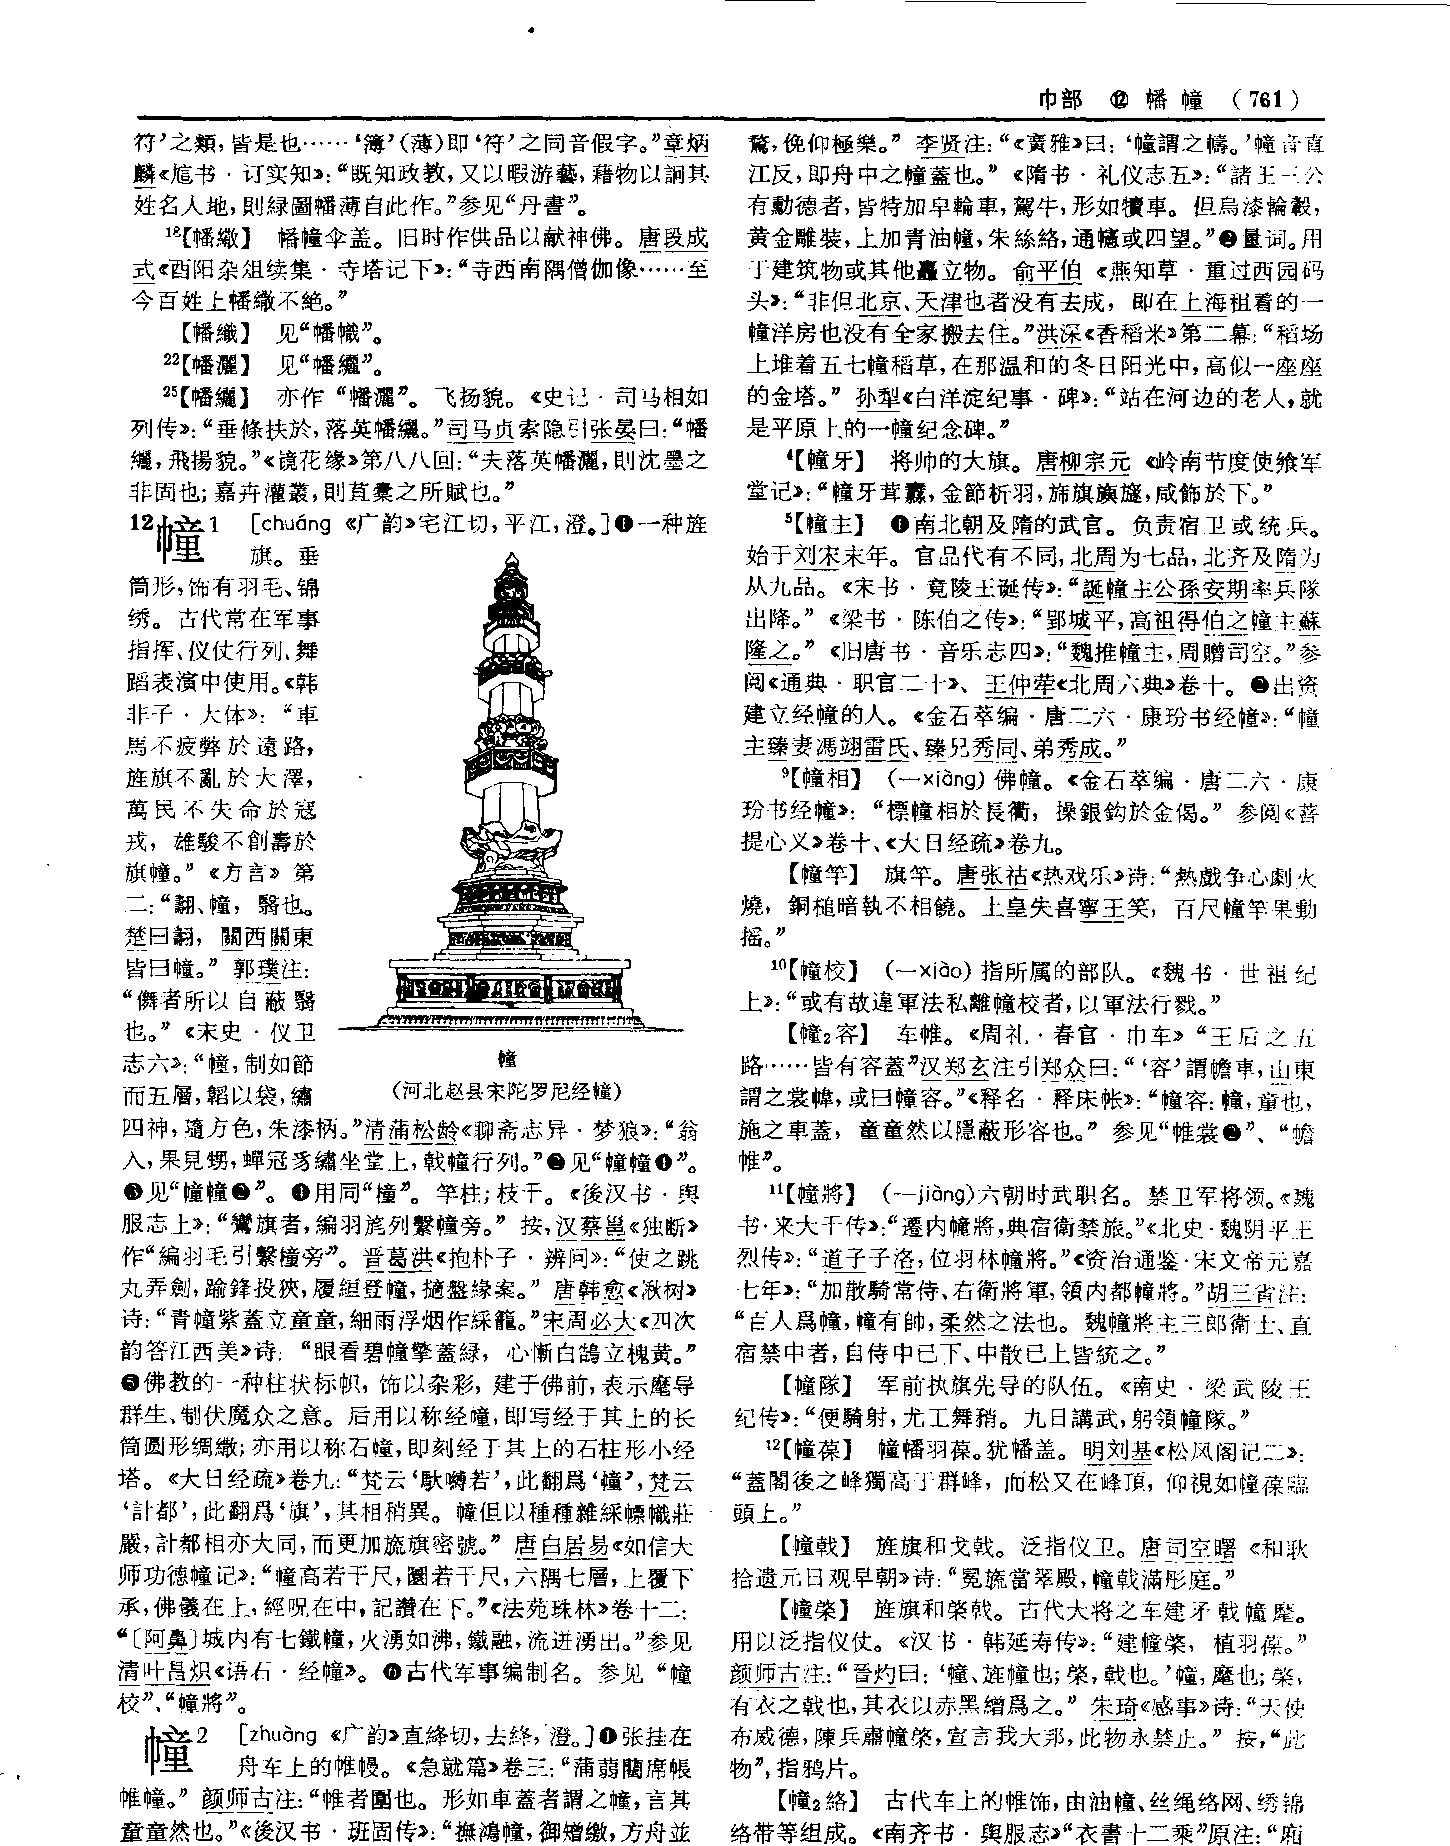 巾部 ⑫ 幡 幢 （761）
符’之類，皆是也……‘簿’（薄）即‘符’之同音假字。”章炳
麟《訄书·订实知》：“既知政教，又以暇游藝，藉物以詗其
姓名人地，則緑圖幡薄自此作。”参见“丹書”。
¹²【幡繖】 幡幢伞盖。旧时作供品以献神佛。唐段成
式《酉阳杂俎续集·寺塔记下》：“寺西南隅僧伽像……至
今百姓上幡繖不絶。”
【幡織】 见“幡幟”。
²²【幡灑】 见“幡纚”。
²⁵【幡纚】 亦作“幡灑”。飞扬貌。《史记·司马相如
列传》：“垂條扶於，落英幡纚。”司马贞索隐引张晏曰：“幡
纚，飛揚貌。”《镜花缘》第八八回：“夫落英幡灑，則沈墨之
非固也；嘉卉灌叢，則萯橐之所賦也。”
12幢1 [chuáng 《广韵》宅江切，平江，澄。]❶一种旌
旗。垂
筒形，饰有羽毛、锦
绣。古代常在军事
指挥、仪仗行列、舞
蹈表演中使用。《韩
非子·大体》：“車
馬不疲弊於遠路，
旌旗不亂於大澤，
萬民不失命於寇
戎，雄駿不創壽於
旗幢。”《方言》第
二：“翿、幢，翳也。
楚曰翿，關西關東
皆曰幢。”郭璞注：
“儛者所以自蔽翳
也。”《宋史·仪卫
志六》：“幢，制如節
而五層，韜以袋，繡
幢
（河北赵县宋陀罗尼经幢）
四神，隨方色，朱漆柄。”清蒲松龄《聊斋志异·梦狼》：“翁
入，果見甥，蟬冠豸繡坐堂上，戟幢行列。”❷见“幢幢❶”。
❸见“幢幢❷”。❹用同“橦”。竿柱；枝干。《後汉书·舆
服志上》：“鸞旗者，編羽旄列繫幢旁。”按，汉蔡邕《独断》
作“編羽毛引繫橦旁”。晋葛洪《抱朴子·辨问》：“使之跳
丸弄劍，踰鋒投狹，履絙登幢，擿盤緣案。”唐韩愈《楸树》
诗：“青幢紫蓋立童童，細雨浮烟作綵籠。”宋周必大《四次
韵答江西美》诗：“眼看碧幢擎蓋緑，心慚白鵠立槐黄。”
❺佛教的一种柱状标帜，饰以杂彩，建于佛前，表示麾导
群生、制伏魔众之意。后用以称经幢，即写经于其上的长
筒圆形绸繖；亦用以称石幢，即刻经于其上的石柱形小经
塔。《大日经疏》卷九：“梵云‘馱嚩若’，此翻爲‘幢’，梵云
‘計都’，此翻爲‘旗’，其相稍異。幢但以種種雜綵幖幟莊
嚴，計都相亦大同，而更加旒旗密號。”唐白居易《如信大
师功德幢记》：“幢高若干尺，圜若干尺，六隅七層，上覆下
承，佛儀在上，經呪在中，記讚在下。”《法苑珠林》卷十二：
“〔阿鼻〕城内有七鐵幢，火湧如沸，鐵融，流迸湧出。”参见
清叶昌炽《语石·经幢》。❻古代军事编制名。参见“幢
校”、“幢將”。
幢2 [zhuàng 《广韵》直絳切，去絳，澄。]❶张挂在
舟车上的帷幔。《急就篇》卷三：“蒲蒻藺席帳
帷幢。”颜师古注：“帷者圍也。形如車蓋者謂之幢，言其
童童然也。”《後汉书·班固传》：“撫鴻幢，御矰繳，方舟並
騖，俛仰極樂。”李贤注：“《廣雅》曰：‘幢謂之幬。’幢音直
江反，即舟中之幢蓋也。”《隋书·礼仪志五》：“諸王三公
有勳德者，皆特加皁輪車，駕牛，形如犢車。但烏漆輪轂，
黄金雕裝，上加青油幢，朱絲絡，通幰或四望。”❷量词。用
于建筑物或其他矗立物。俞平伯《燕知草·重过西园码
头》：“非但北京、天津也者没有去成，即在上海租着的一
幢洋房也没有全家搬去住。”洪深《香稻米》第二幕：“稻场
上堆着五七幢稻草，在那温和的冬日阳光中，高似一座座
的金塔。”孙犁《白洋淀纪事·碑》：“站在河边的老人，就
是平原上的一幢纪念碑。”
⁴【幢牙】 将帅的大旗。唐柳宗元《岭南节度使飨军
堂记》：“幢牙茸纛，金節析羽，旆旗旟旞，咸飾於下。”
⁵【幢主】 ❶南北朝及隋的武官。负责宿卫或统兵。
始于刘宋末年。官品代有不同，北周为七品，北齐及隋为
从九品。《宋书·竟陵王诞传》：“誕幢主公孫安期率兵隊
出降。”《梁书·陈伯之传》：“郢城平，高祖得伯之幢主蘇
隆之。”《旧唐书·音乐志四》：“魏推幢主，周贈司空。”参
阅《通典·职官二十》、王仲荦《北周六典》卷十。❷出资
建立经幢的人。《金石萃编·唐二六·康玢书经幢》：“幢
主臻妻馮翊雷氏、臻兄秀同、弟秀成。”
⁹【幢相】 （—xiàng）佛幢。《金石萃编·唐二六·康
玢书经幢》：“標幢相於長衢，操銀鈎於金偈。”参阅《菩
提心义》卷十、《大日经疏》卷九。
【幢竿】 旗竿。唐张祜《热戏乐》诗：“熱戲争心劇火
燒，銅槌暗執不相饒。上皇失喜寧王笑，百尺幢竿果動
摇。”
¹⁰【幢校】 （—xiào）指所属的部队。《魏书·世祖纪
上》：“或有故違軍法私離幢校者，以軍法行戮。”
【幢₂容】 车帷。《周礼·春官·巾车》“王后之五
路……皆有容蓋”汉郑玄注引郑众曰：“‘容’謂幨車，山東
謂之裳幃，或曰幢容。”《释名·释床帐》：“幢容：幢，童也，
施之車蓋，童童然以隱蔽形容也。”参见“帷裳❷”、“幨
帷”。
¹¹【幢將】 （—jiàng）六朝时武职名。禁卫军将领。《魏
书·来大千传》：“遷内幢將，典宿衛禁旅。”《北史·魏阴平王
烈传》：“道子子洛，位羽林幢將。”《资治通鉴·宋文帝元嘉
七年》：“加散騎常侍、右衛將軍，領内都幢將。”胡三省注：
“百人爲幢，幢有帥，柔然之法也。魏幢將主三郎衛士、直
宿禁中者，自侍中已下、中散已上皆統之。”
【幢隊】 军前执旗先导的队伍。《南史·梁武陵王
纪传》：“便騎射，尤工舞矟。九日講武，躬領幢隊。”
¹²【幢葆】 幢幡羽葆。犹幡盖。明刘基《松风阁记二》：
“蓋閣後之峰獨高于群峰，而松又在峰頂，仰視如幢葆臨
頭上。”
【幢戟】 旌旗和戈戟。泛指仪卫。唐司空曙《和耿
拾遗元日观早朝》诗：“冕旒當翠殿，幢戟滿彤庭。”
【幢棨】 旌旗和棨戟。古代大将之车建矛戟幢麾。
用以泛指仪仗。《汉书·韩延寿传》：“建幢棨，植羽葆。”
颜师古注：“晋灼曰：‘幢，旌幢也；棨，戟也。’幢，麾也；棨，
有衣之戟也，其衣以赤黑繒爲之。”朱琦《感事》诗：“天使
布威德，陳兵肅幢棨，宣言我大邦，此物永禁止。”按，“此
物”，指鸦片。
【幢₂絡】 古代车上的帷饰，由油幢、丝绳络网、绣锦
络带等组成。《南齐书·舆服志》“衣書十二乘”原注：“廂